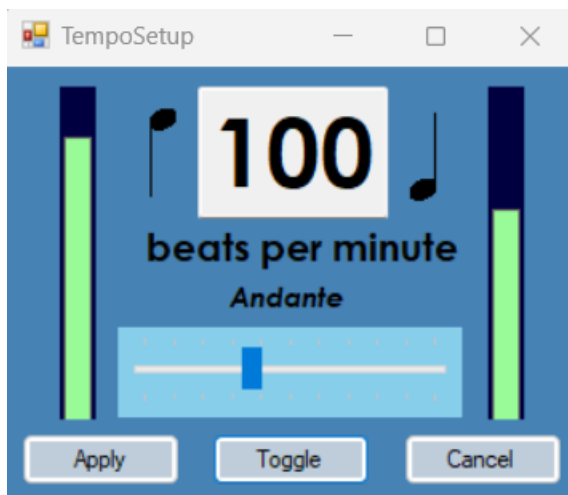 TempoSetup
100
beats per minute
Andante
Apply Toggle Cancel